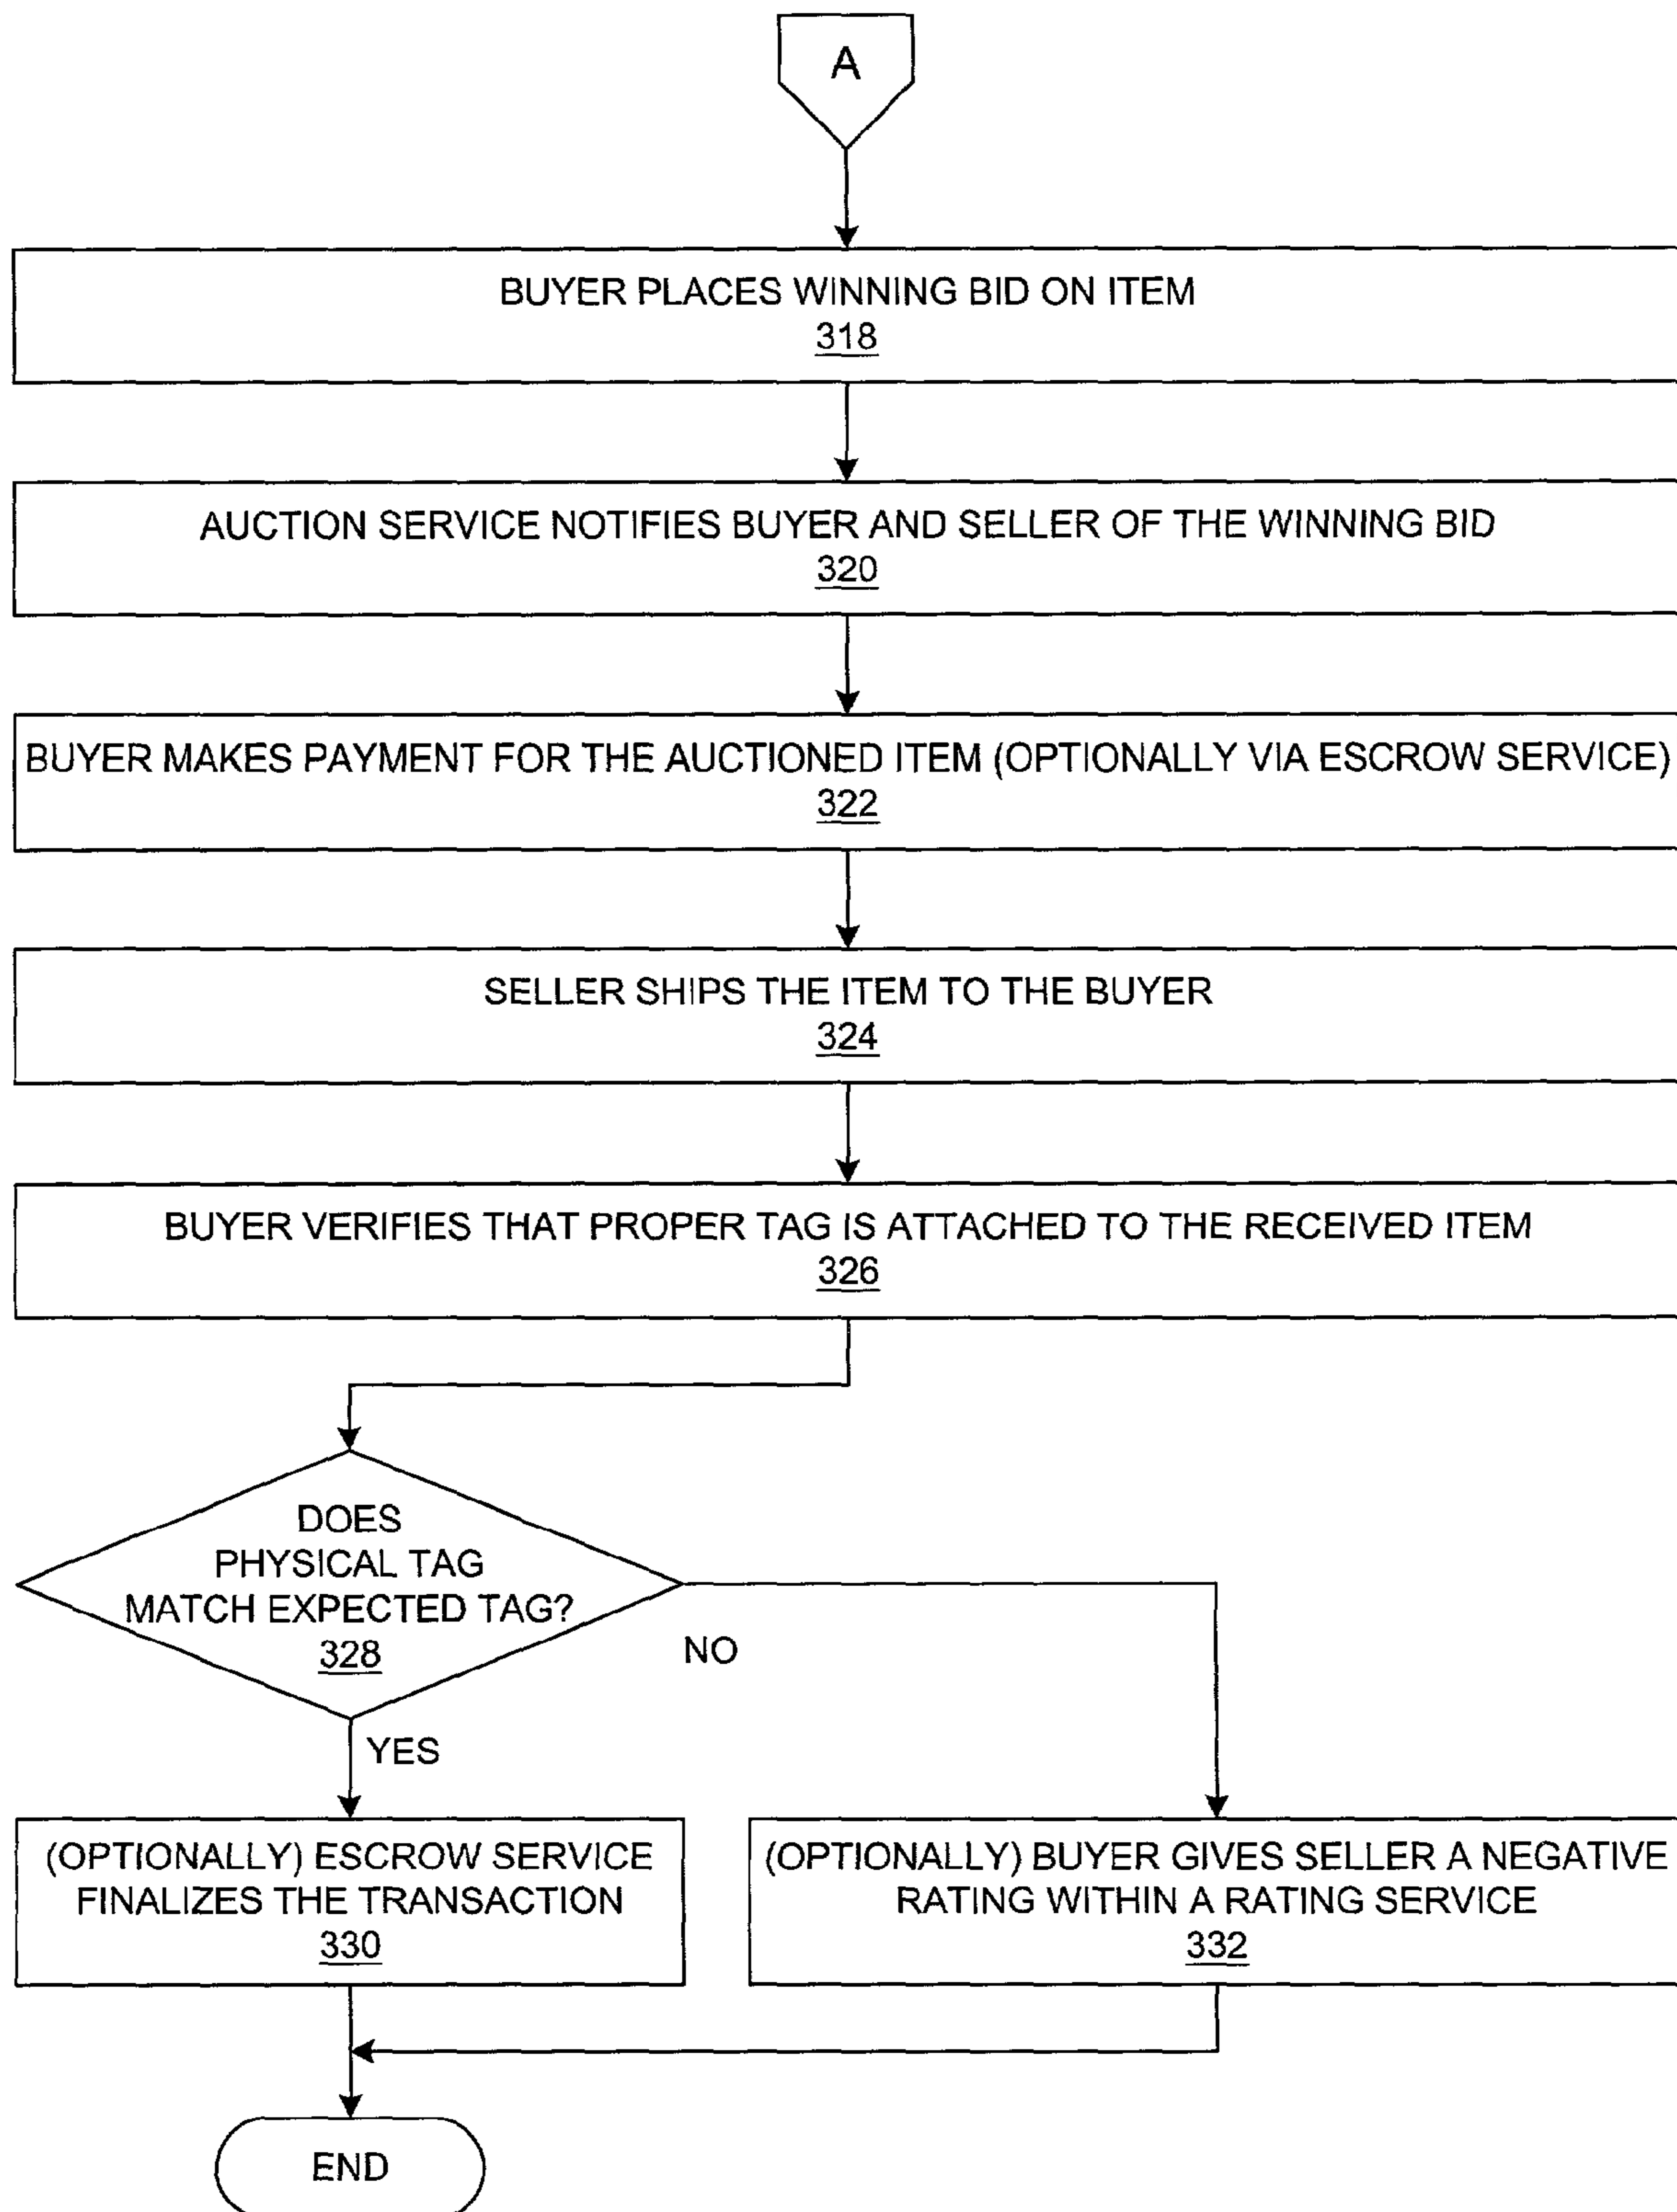 A
BUYER PLACES WINNING BID ON ITEM
318
AUCTION SERVICE NOTIFIES BUYER AND SELLER OF THE WINNING BID
320
BUYER MAKES PAYMENT FOR THE AUCTIONED ITEM (OPTIONALLY VIA ESCROW SERVICE)
322
SELLER SHIPS THE ITEM TO THE BUYER
324
BUYER VERIFIES THAT PROPER TAG IS ATTACHED TO THE RECEIVED ITEM
326
DOES
PHYSICAL TAG
MATCH EXPECTED TAG?
328
NO
YES
(OPTIONALLY) ESCROW SERVICE
FINALIZES THE TRANSACTION
330
(OPTIONALLY) BUYER GIVES SELLER A NEGATIVE
RATING WITHIN A RATING SERVICE
332
END